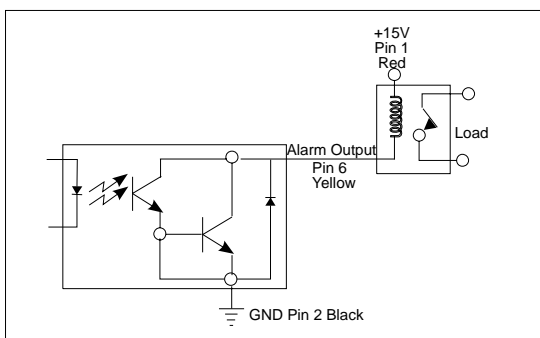 +15V
Pin 1
Red
Load
Alarm Output
Pin 6
Yellow
GND Pin 2 Black